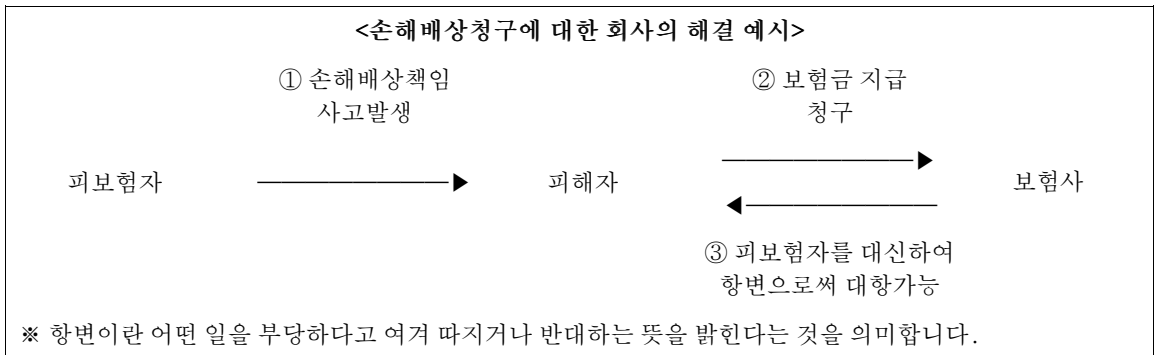 <손해배상청구에 대한 회사의 해결 예시>
① 손해배상책임
사고발생
② 보험금 지급
청구
피보험자
피해자
보험사
③ 피보험자를 대신하여
항변으로써 대항가능
※ 항변이란 어떤 일을 부당하다고 여겨 따지거나 반대하는 뜻을 밝힌다는 것을 의미합니다.